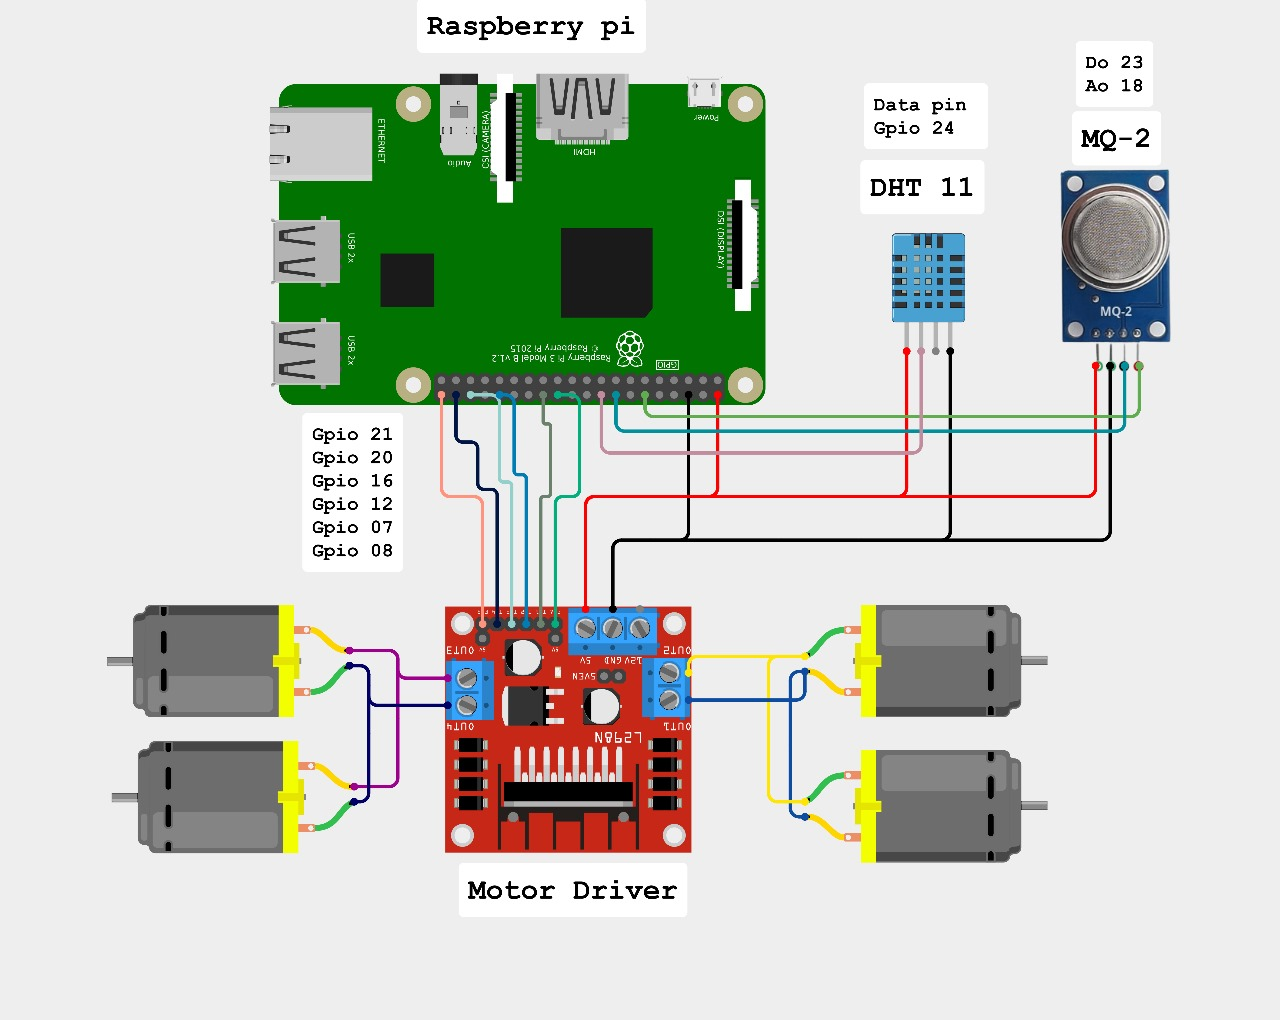 Raspberry pi
Do 23
Ao 18
Data pin
Gpio 24
MQ-2
DHT 11
ETHERNET
Audio
CSI (CAMERA)
HDMI
Power
DSI (DISPLAY)
USB 2x
USB 2x
MQ-2
Raspberry Pi 3 Model B v1.2
© Raspberry Pi 2015
GPIO
Gpio 21
Gpio 20
Gpio 16
Gpio 12
Gpio 07
Gpio 08
OUT3
5V
5V
5V
GND
12V
OUT2
5VEN
OUT4
OUT1
L298N
Motor Driver